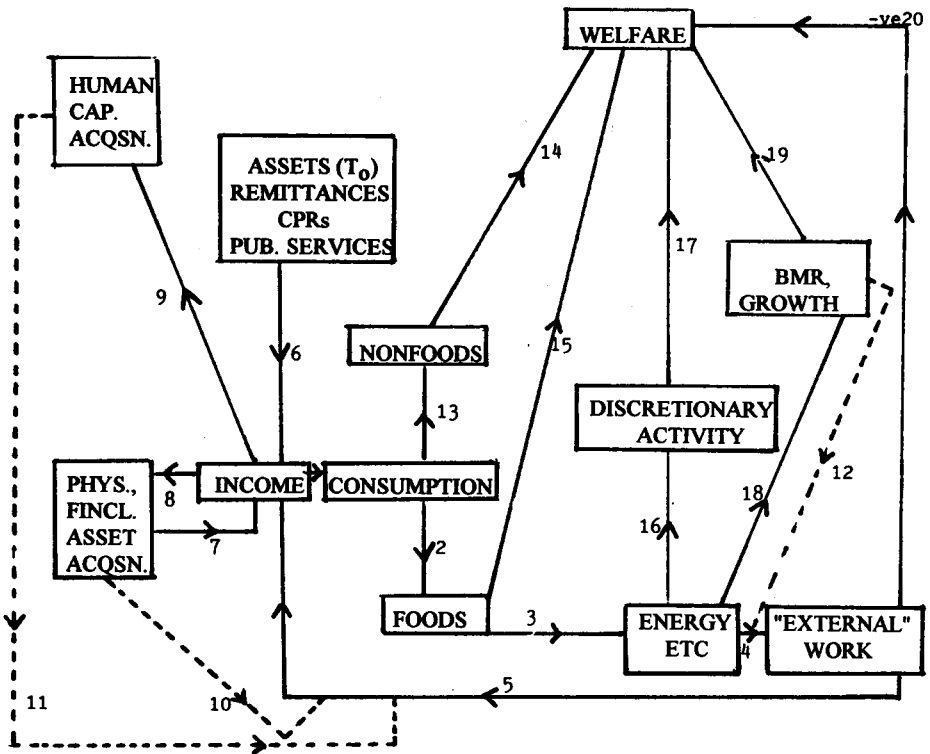 WELFARE
-ve20
HUMAN
CAP.
ACQSN.
ASSETS (T₀)
REMITTANCES
CPRs
PUB. SERVICES
14
19
17
BMR,
GROWTH
9
6
NONFOODS
15
13
DISCRETIONARY
ACTIVITY
12
PHYS.,
FINCL.
ASSET
ACQSN.
8
7
INCOME
CONSUMPTION
18
16
2
FOODS
3
ENERGY
ETC
4
"EXTERNAL"
WORK
5
10
11